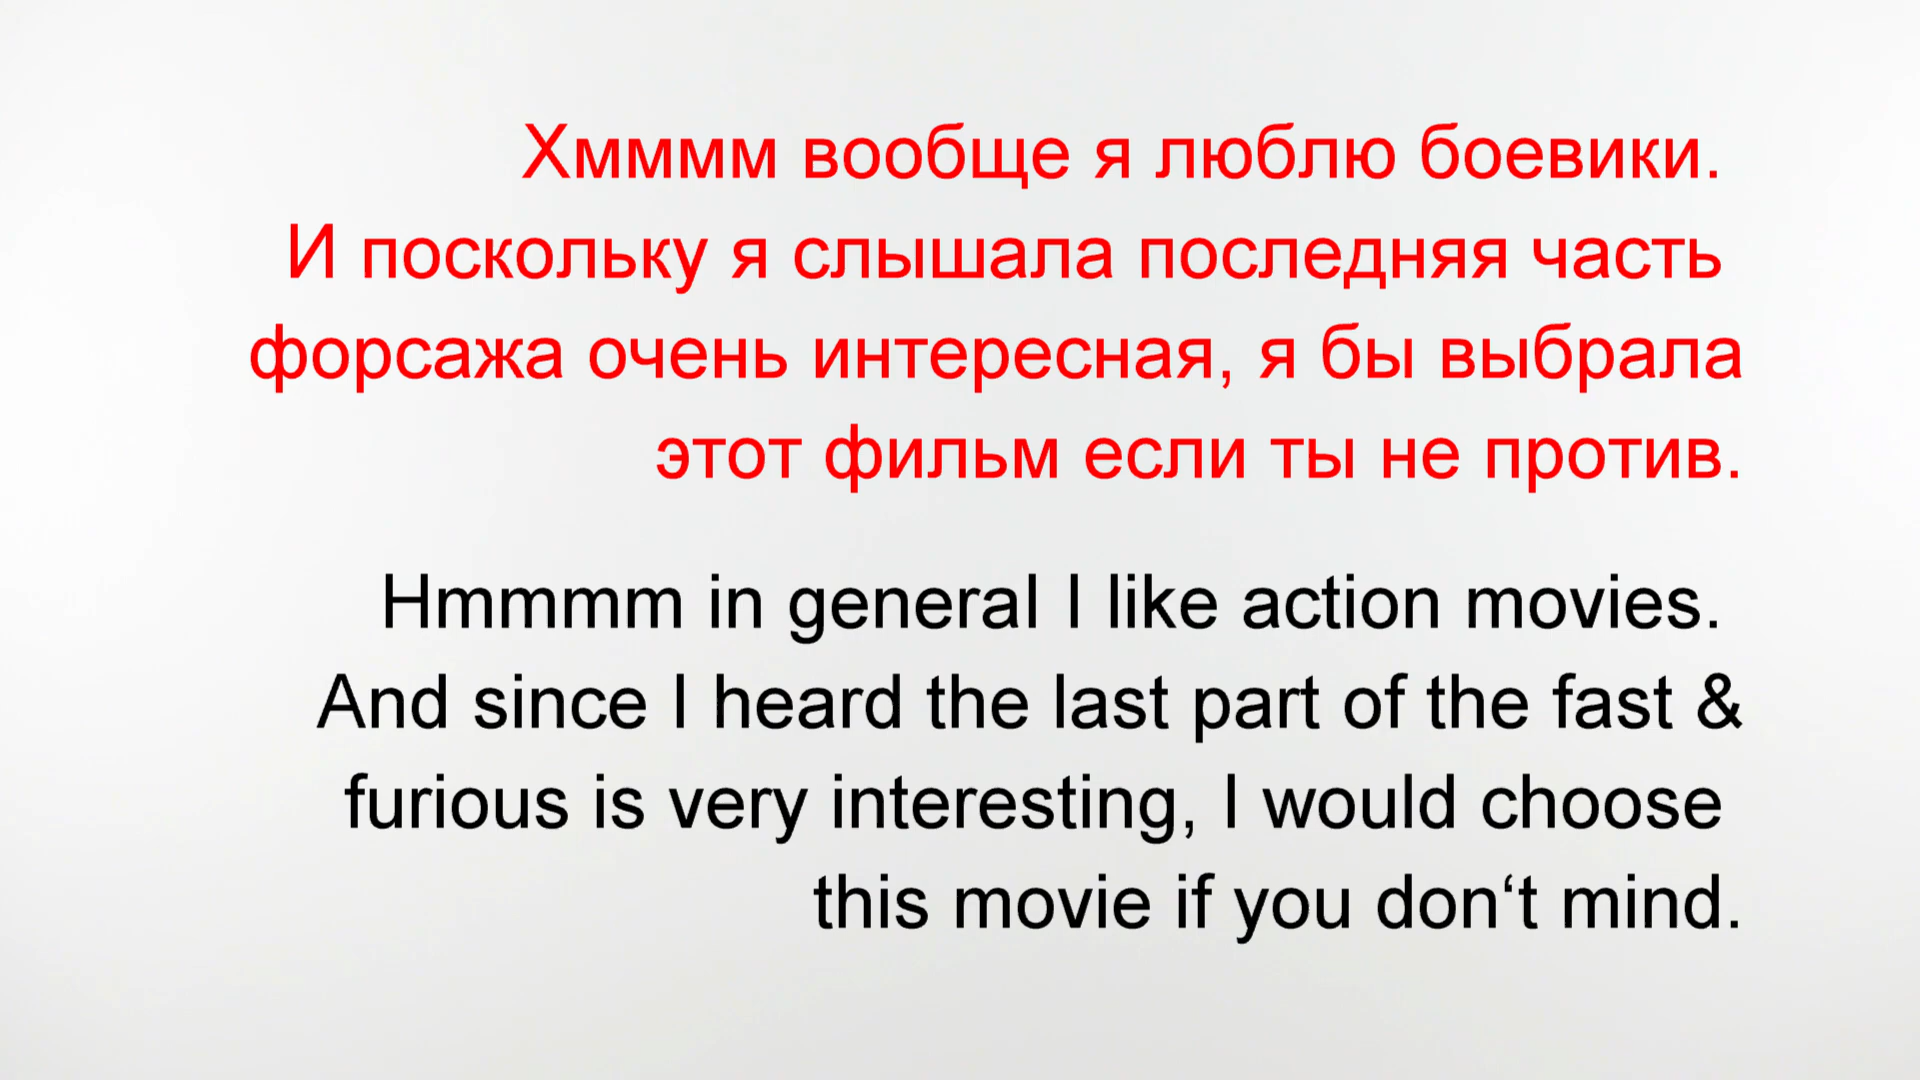 Хмммм вообще я люблю боевики.
И поскольку я слышала последняя часть
форсажа очень интересная, я бы выбрала
этот фильм если ты не против.
Hmmmm in general I like action movies.
And since I heard the last part of the fast &
furious is very interesting, I would choose
this movie if you don‘t mind.